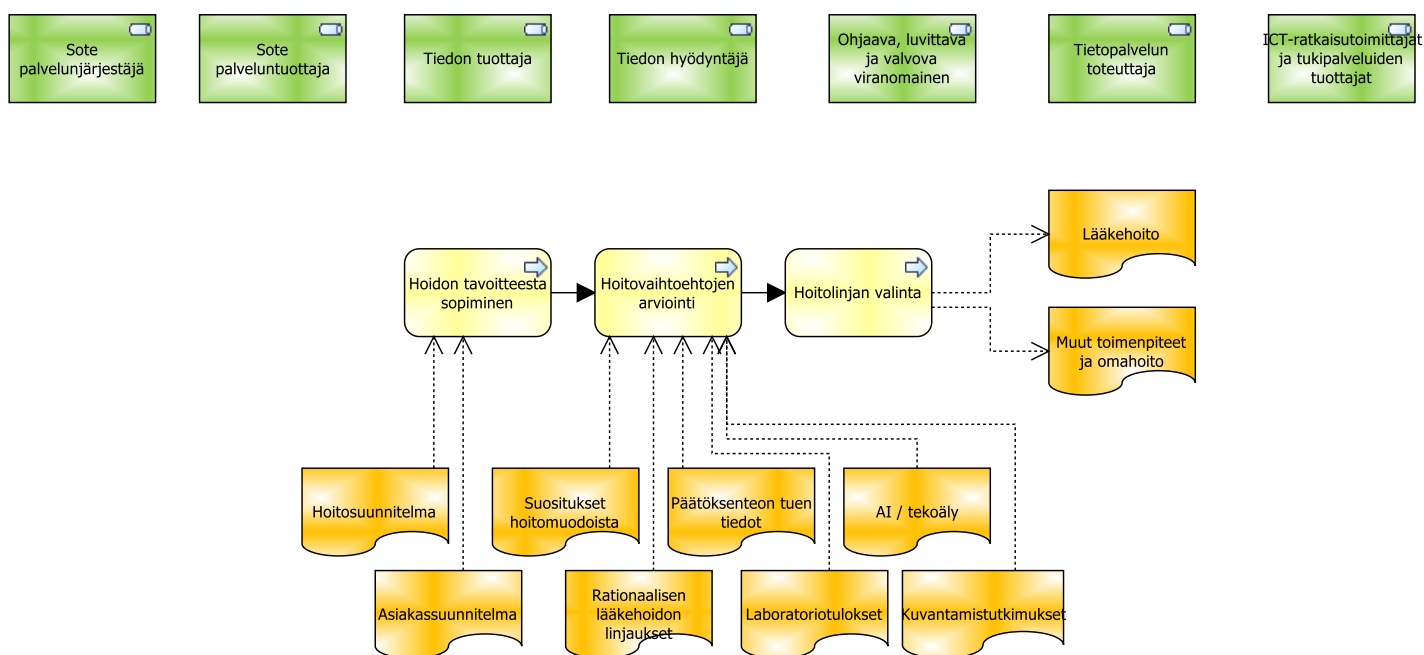 Sote
palvelunjärjestäjä
Sote
palveluntuottaja
Tiedon tuottaja
Tiedon hyödyntäjä
Ohjaava, luvittava
ja valvova
viranomainen
Tietopalvelun
toteuttaja
ICT-ratkaisutoimittajat
ja tukipalveluiden
tuottajat
Hoidon tavoitteesta
sopiminen
Hoitovaihtoehtojen
arviointi
Hoitolinjan valinta
Lääkehoito
Muut toimenpiteet
ja omahoito
Hoitosuunnitelma
Suositukset
hoitomuodoista
Päätöksenteon tuen
tiedot
AI / tekoäly
Asiakassuunnitelma
Rationaalisen
lääkehoidon
linjaukset
Laboratoriotulokset
Kuvantamistutkimukset